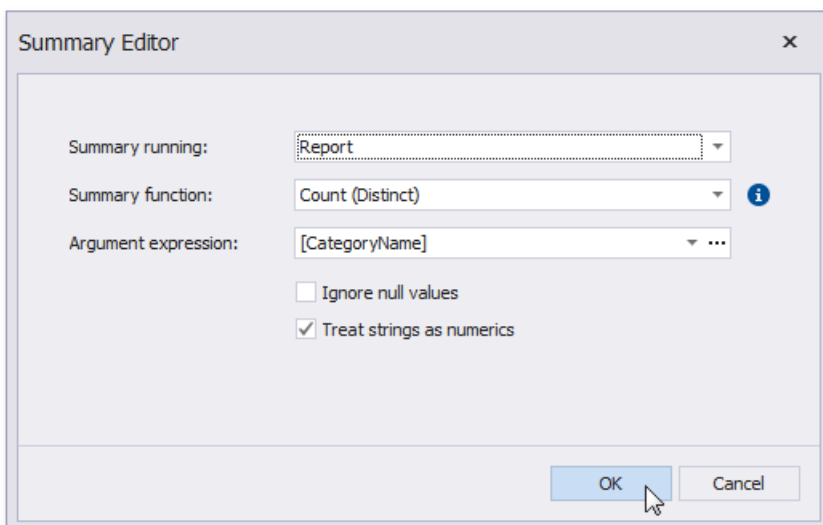 Summary Editor
Summary running: Report
Summary function: Count (Distinct)
Argument expression: [CategoryName]
Ignore null values
Treat strings as numerics
OK Cancel